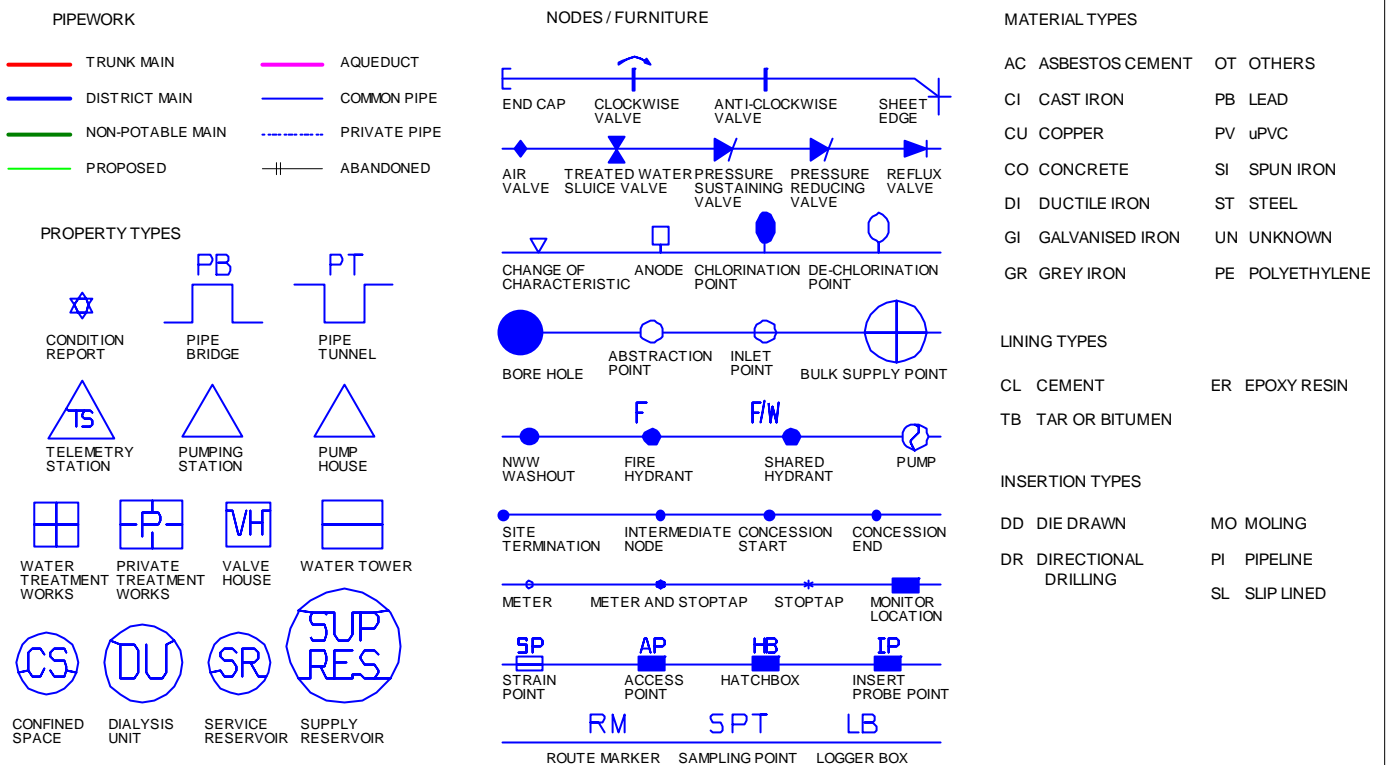 PIPEWORK
TRUNK MAIN
DISTRICT MAIN
NON-POTABLE MAIN
PROPOSED
AQUEDUCT
COMMON PIPE
PRIVATE PIPE
ABANDONED
PROPERTY TYPES
CONDITION
REPORT
PB
PIPE
BRIDGE
PT
PIPE
TUNNEL
TS
TELEMETRY
STATION
PUMPING
STATION
PUMP
HOUSE
WATER
TREATMENT
WORKS
P
PRIVATE
TREATMENT
WORKS
VH
VALVE
HOUSE
WATER TOWER
CS
CONFINED
SPACE
DU
DIALYSIS
UNIT
SR
SERVICE
RESERVOIR
SUP
RES
SUPPLY
RESERVOIR
NODES / FURNITURE
END CAP
CLOCKWISE
VALVE
ANTI-CLOCKWISE
VALVE
SHEET
EDGE
AIR
VALVE
TREATED WATER
SLUICE VALVE
PRESSURE
SUSTAINING
VALVE
PRESSURE
REDUCING
VALVE
REFLUX
VALVE
CHANGE OF
CHARACTERISTIC
ANODE
CHLORINATION
POINT
DE-CHLORINATION
POINT
BORE HOLE
ABSTRACTION
POINT
INLET
POINT
BULK SUPPLY POINT
NWW
WASHOUT
F
FIRE
HYDRANT
F/W
SHARED
HYDRANT
PUMP
SITE
TERMINATION
INTERMEDIATE
NODE
CONCESSION
START
CONCESSION
END
METER
METER AND STOPTAP
STOPTAP
MONITOR
LOCATION
SP
STRAIN
POINT
AP
ACCESS
POINT
HB
HATCHBOX
IP
INSERT
PROBE POINT
RM
ROUTE MARKER
SPT
SAMPLING POINT
LB
LOGGER BOX
MATERIAL TYPES
AC ASBESTOS CEMENT
CI CAST IRON
CU COPPER
CO CONCRETE
DI DUCTILE IRON
GI GALVANISED IRON
GR GREY IRON
OT OTHERS
PB LEAD
PV uPVC
SI SPUN IRON
ST STEEL
UN UNKNOWN
PE POLYETHYLENE
LINING TYPES
CL CEMENT
TB TAR OR BITUMEN
ER EPOXY RESIN
INSERTION TYPES
DD DIE DRAWN
DR DIRECTIONAL
DRILLING
MO MOLING
PI PIPELINE
SL SLIP LINED